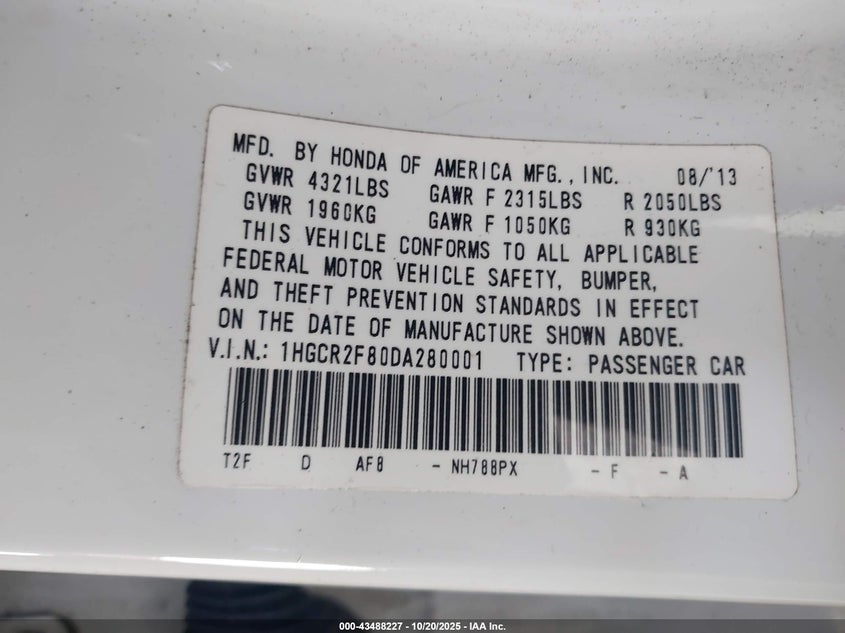 MFD. BY HONDA OF AMERICA MFG., INC. 08/'13
GVWR 4321LBS GAWR F 2315LBS R 2050LBS
GVWR 1960KG GAWR F 1050KG R 930KG
THIS VEHICLE CONFORMS TO ALL APPLICABLE
FEDERAL MOTOR VEHICLE SAFETY, BUMPER,
AND THEFT PREVENTION STANDARDS IN EFFECT
ON THE DATE OF MANUFACTURE SHOWN ABOVE.
V.I.N.: 1HGCR2F80DA280001 TYPE: PASSENGER CAR
T2F D AF8 - NH788PX - F - A
000-43488227 - 10/20/2025 - IAA Inc.